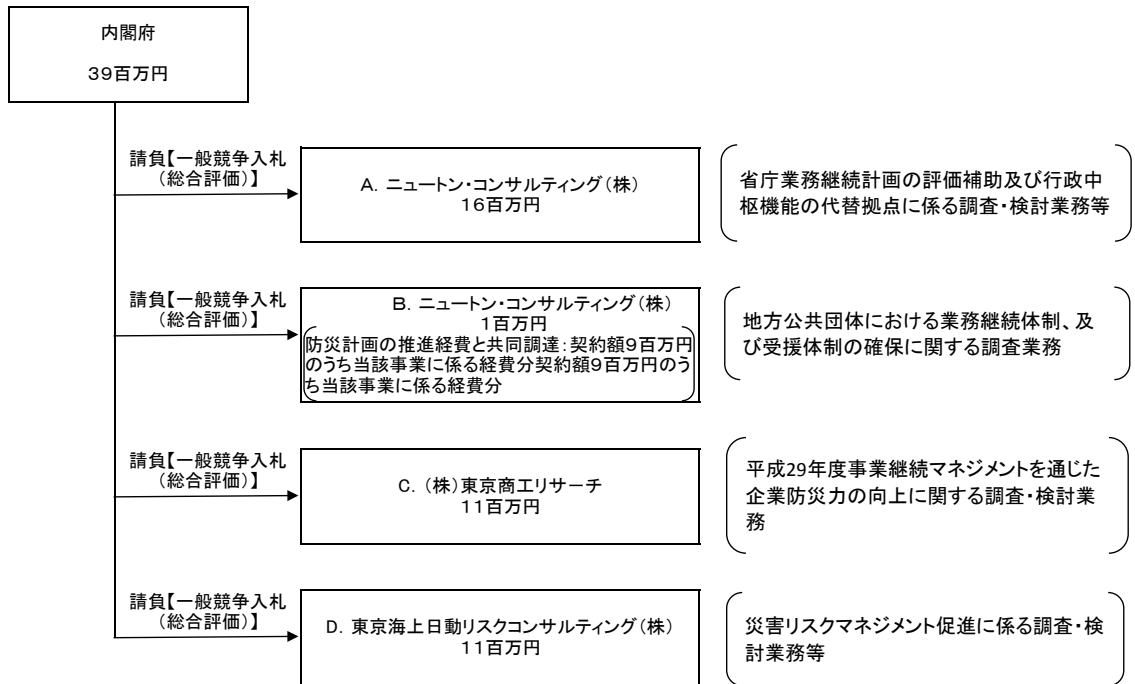 内閣府
39百万円
請負【一般競争入札
（総合評価）】
A．ニュートン・コンサルティング（株）
16百万円
省庁業務継続計画の評価補助及び行政中
枢機能の代替拠点に係る調査・検討業務等
請負【一般競争入札
（総合評価）】
B．ニュートン・コンサルティング（株）
1百万円
防災計画の推進経費と共同調達：契約額9百万円
のうち当該事業に係る経費分契約額9百万円のう
ち当該事業に係る経費分
地方公共団体における業務継続体制、及
び受援体制の確保に関する調査業務
請負【一般競争入札
（総合評価）】
C．（株）東京商工リサーチ
11百万円
平成29年度事業継続マネジメントを通じた
企業防災力の向上に関する調査・検討業
務
請負【一般競争入札
（総合評価）】
D．東京海上日動リスクコンサルティング（株）
11百万円
災害リスクマネジメント促進に係る調査・検
討業務等